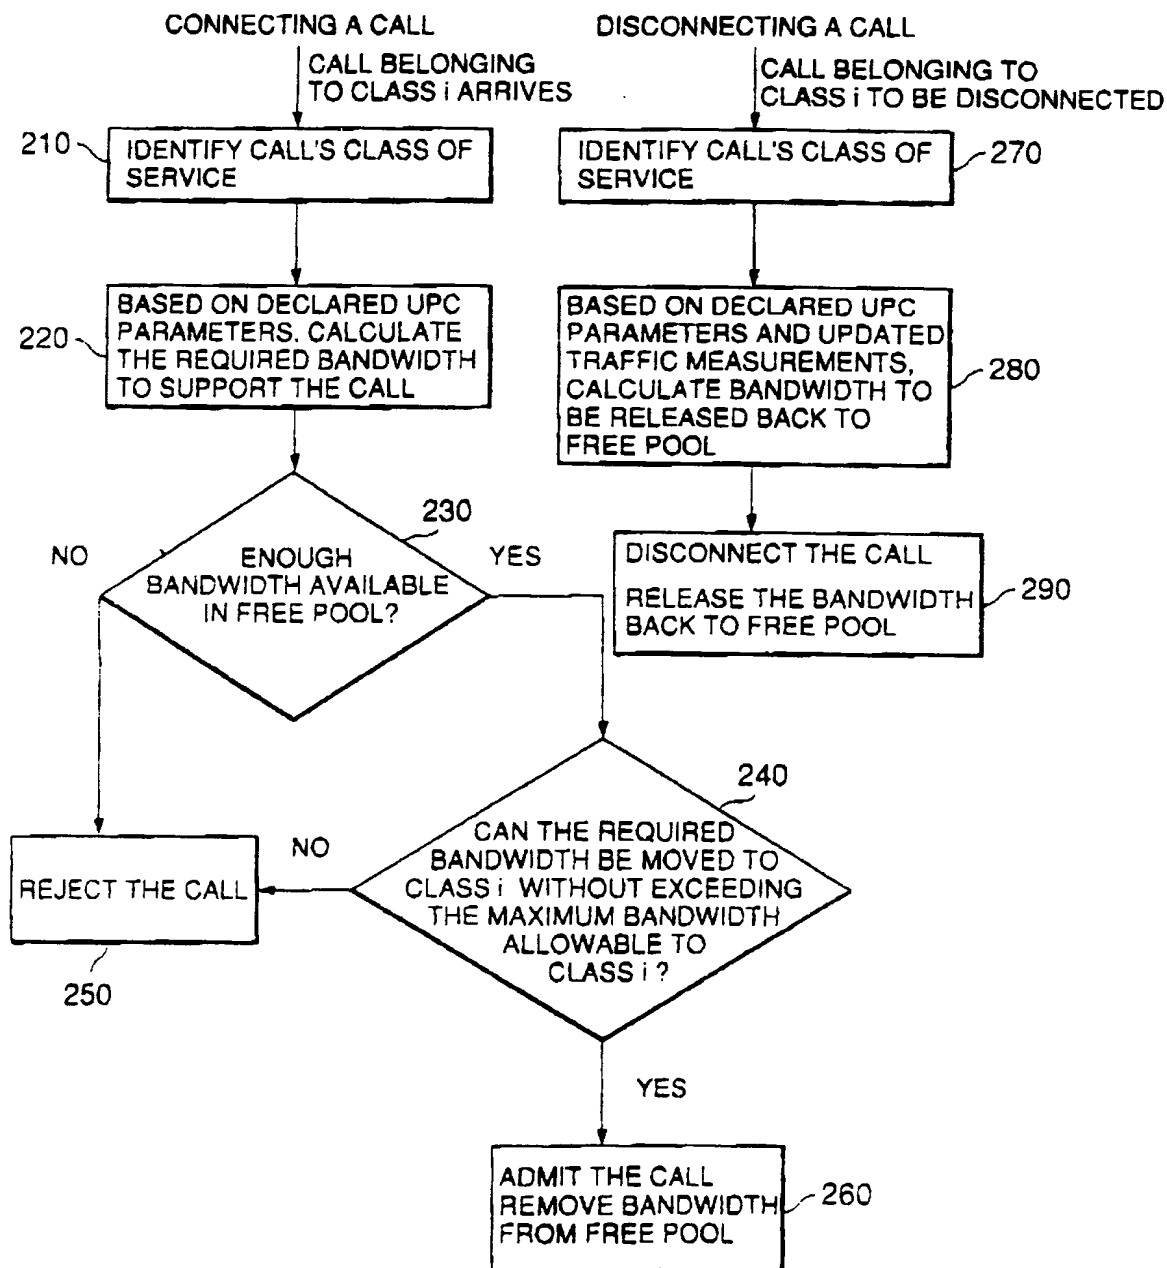 CONNECTING A CALL
CALL BELONGING
TO CLASS i ARRIVES
210
IDENTIFY CALL'S CLASS OF
SERVICE
220
BASED ON DECLARED UPC
PARAMETERS, CALCULATE
THE REQUIRED BANDWIDTH
TO SUPPORT THE CALL
230
NO
ENOUGH
BANDWIDTH AVAILABLE
IN FREE POOL?
YES
240
CAN THE REQUIRED
BANDWIDTH BE MOVED TO
CLASS i WITHOUT EXCEEDING
THE MAXIMUM BANDWIDTH
ALLOWABLE TO
CLASS i ?
NO
REJECT THE CALL
250
YES
ADMIT THE CALL
REMOVE BANDWIDTH
FROM FREE POOL
260
DISCONNECTING A CALL
CALL BELONGING TO
CLASS i TO BE DISCONNECTED
IDENTIFY CALL'S CLASS OF
SERVICE
270
BASED ON DECLARED UPC
PARAMETERS AND UPDATED
TRAFFIC MEASUREMENTS,
CALCULATE BANDWIDTH TO
BE RELEASED BACK TO
FREE POOL
280
DISCONNECT THE CALL
RELEASE THE BANDWIDTH
BACK TO FREE POOL
290